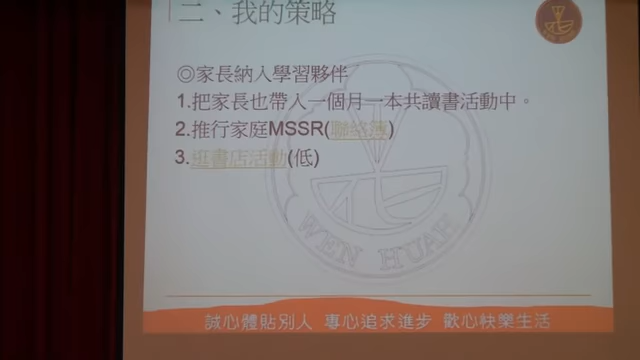 二、我的策略
◎家長納入學習夥伴
1.把家長也帶入一個月一本共讀書活動中。
2.推行家庭MSSR(聯絡簿)
3.逛書店活動(低)
WEN HUAH
誠心體貼別人 專心追求進步 歡心快樂生活